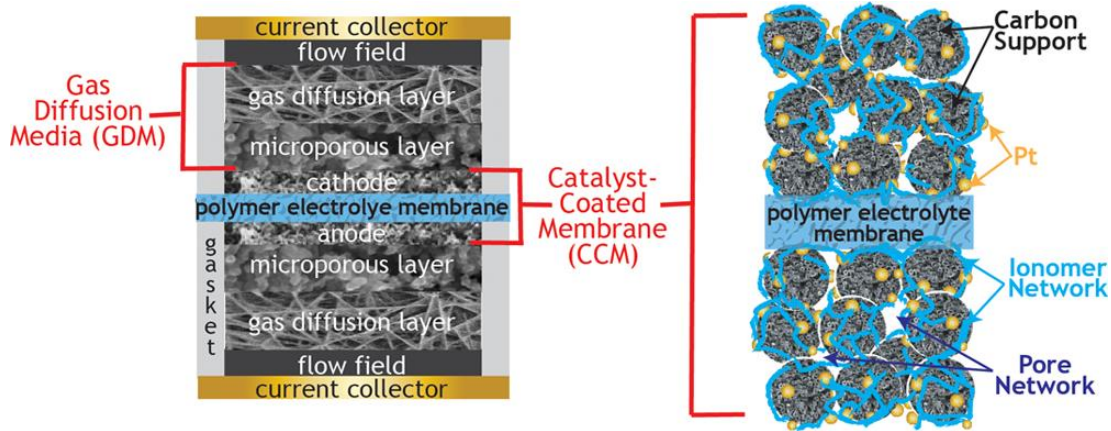 current collector
flow field
gas diffusion layer
microporous layer
cathode
polymer electrolye membrane
anode
microporous layer
gas diffusion layer
flow field
current collector
gasket
Gas
Diffusion
Media (GDM)
Catalyst-
Coated
Membrane
(CCM)
Carbon
Support
Pt
polymer electrolyte
membrane
Ionomer
Network
Pore
Network